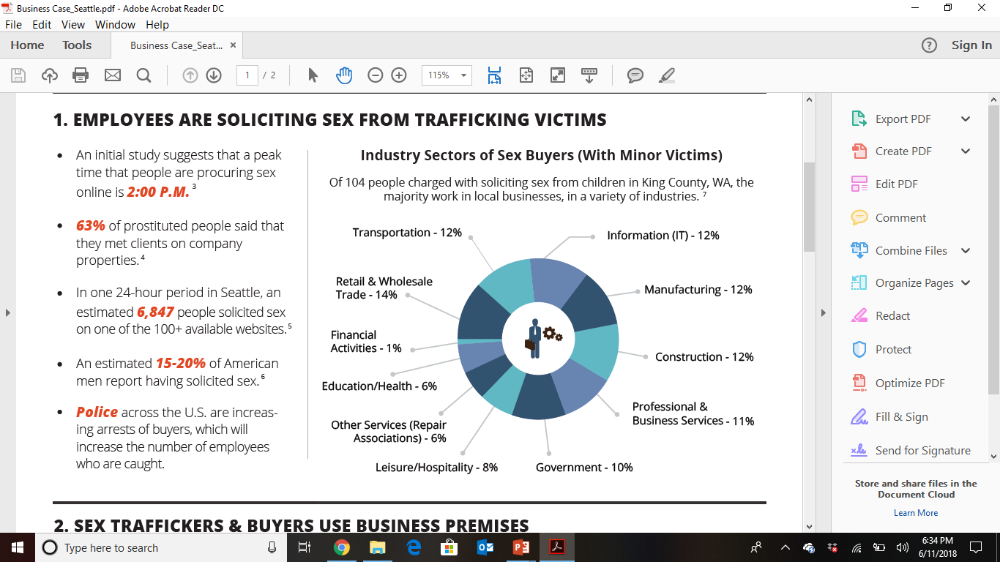 Business Case_Seattle.pdf - Adobe Acrobat Reader DC
File Edit View Window Help
Home Tools Business Case_Seat... ×
Sign In
1 / 2
115%
1. EMPLOYEES ARE SOLICITING SEX FROM TRAFFICKING VICTIMS
• An initial study suggests that a peak
time that people are procuring sex
online is 2:00 P.M. 3
• 63% of prostituted people said that
they met clients on company
properties. 4
• In one 24-hour period in Seattle, an
estimated 6,847 people solicited sex
on one of the 100+ available websites. 5
• An estimated 15-20% of American
men report having solicited sex. 6
• Police across the U.S. are increas-
ing arrests of buyers, which will
increase the number of employees
who are caught.
Industry Sectors of Sex Buyers (With Minor Victims)
Of 104 people charged with soliciting sex from children in King County, WA, the
majority work in local businesses, in a variety of industries. 7
Transportation - 12%
Information (IT) - 12%
Retail & Wholesale
Trade - 14%
Manufacturing - 12%
Financial
Activities - 1%
Construction - 12%
Education/Health - 6%
Professional &
Business Services - 11%
Other Services (Repair
Associations) - 6%
Leisure/Hospitality - 8%
Government - 10%
2. SEX TRAFFICKERS & BUYERS USE BUSINESS PREMISES
Export PDF
Create PDF
Edit PDF
Comment
Combine Files
Organize Pages
Redact
Protect
Optimize PDF
Fill & Sign
Send for Signature
Store and share files in the
Document Cloud
Learn More
Type here to search
6:34 PM
6/11/2018